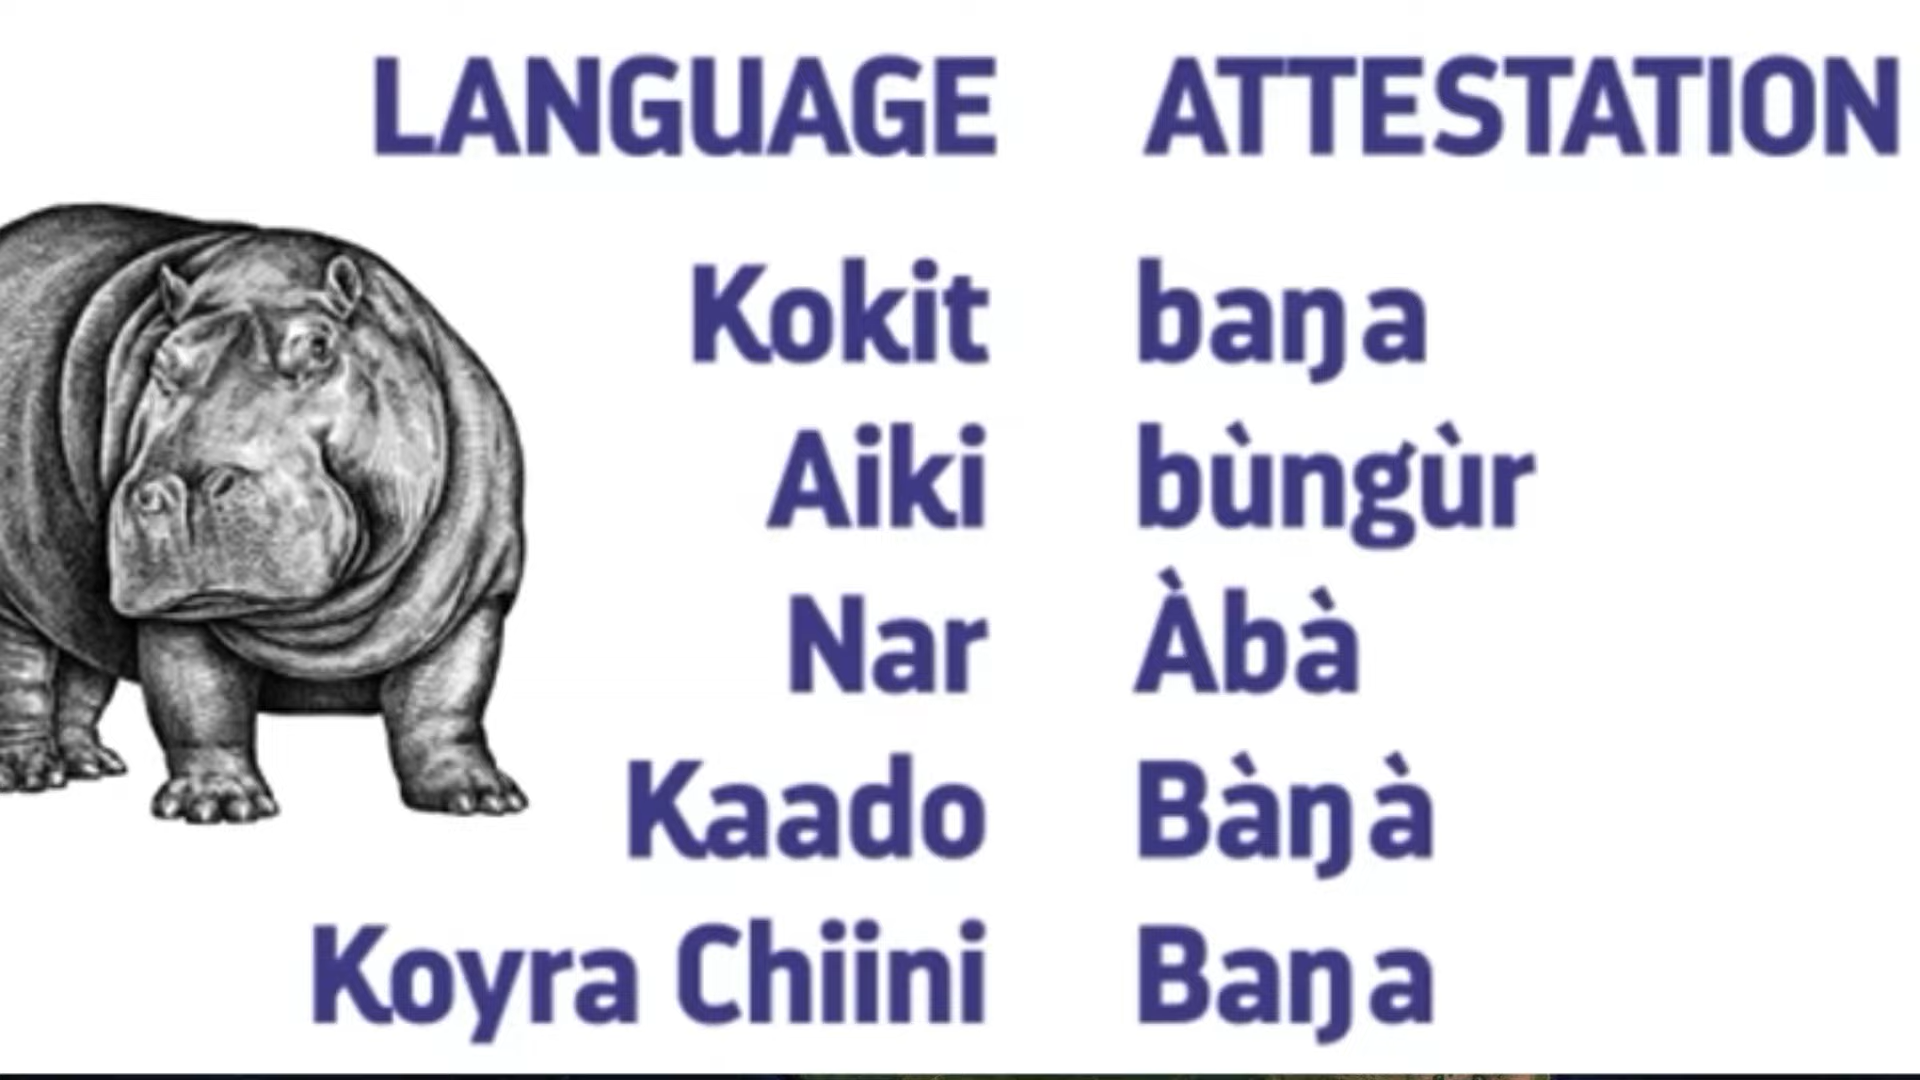 LANGUAGE ATTESTATION
Kokit baŋa
Aiki bùngùr
Nar Àbà
Kaado Bàŋà
Koyra Chiini Baŋa